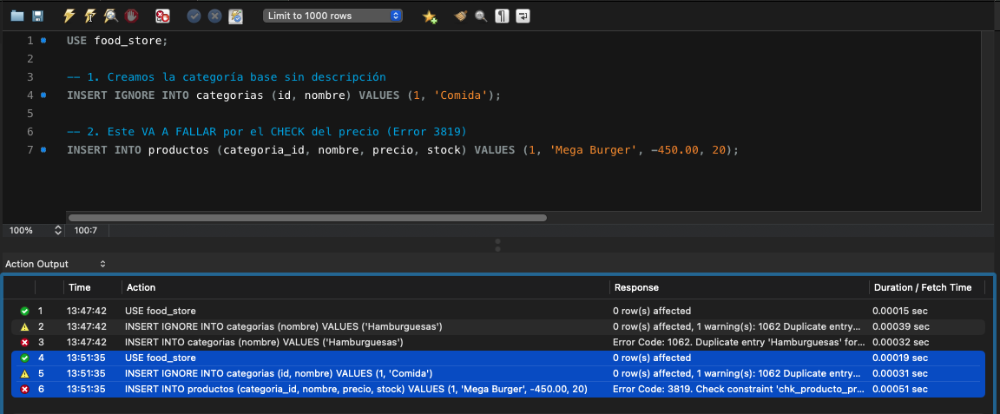 Limit to 1000 rows
1 USE food_store;
2
3 -- 1. Creamos la categoría base sin descripción
4 INSERT IGNORE INTO categorias (id, nombre) VALUES (1, 'Comida');
5
6 -- 2. Este VA A FALLAR por el CHECK del precio (Error 3819)
7 INSERT INTO productos (categoria_id, nombre, precio, stock) VALUES (1, 'Mega Burger', -450.00, 20);
100% 100:7
Action Output
Time Action Response Duration / Fetch Time
1 13:47:42 USE food_store 0 row(s) affected 0.00015 sec
2 13:47:42 INSERT IGNORE INTO categorias (nombre) VALUES ('Hamburguesas') 0 row(s) affected, 1 warning(s): 1062 Duplicate entry... 0.00039 sec
3 13:47:42 INSERT INTO categorias (nombre) VALUES ('Hamburguesas') Error Code: 1062. Duplicate entry 'Hamburguesas' for... 0.00032 sec
4 13:51:35 USE food_store 0 row(s) affected 0.00019 sec
5 13:51:35 INSERT IGNORE INTO categorias (id, nombre) VALUES (1, 'Comida') 0 row(s) affected, 1 warning(s): 1062 Duplicate entry... 0.00031 sec
6 13:51:35 INSERT INTO productos (categoria_id, nombre, precio, stock) VALUES (1, 'Mega Burger', -450.00, 20) Error Code: 3819. Check constraint 'chk_producto_pr... 0.00051 sec